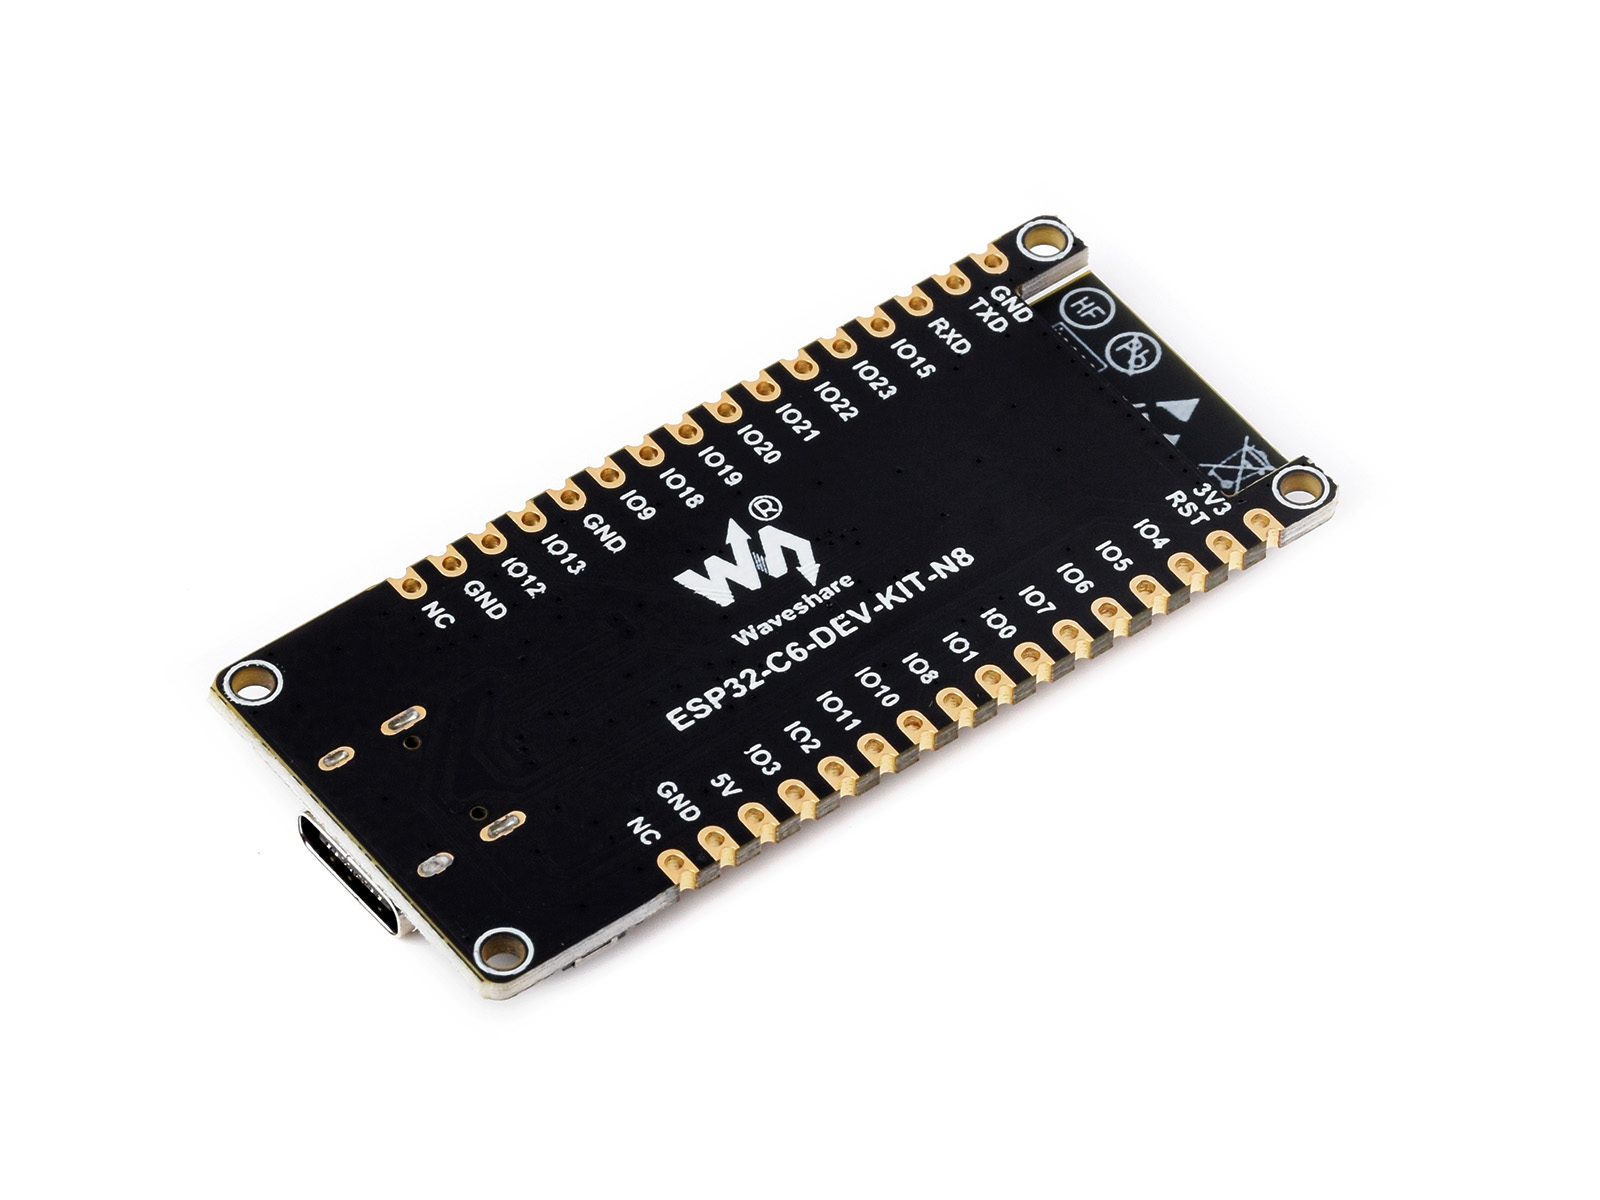 GND
TXD
RXD
IO15
IO23
IO22
IO21
IO20
IO19
IO18
IO9
GND
IO13
IO12
GND
NC
HF
Pb
®
Waveshare
ESP32-C6-DEV-KIT-N8
3V3
RST
IO4
IO5
IO6
IO7
IO0
IO1
IO8
IO10
IO11
IO2
IO3
5V
GND
NC